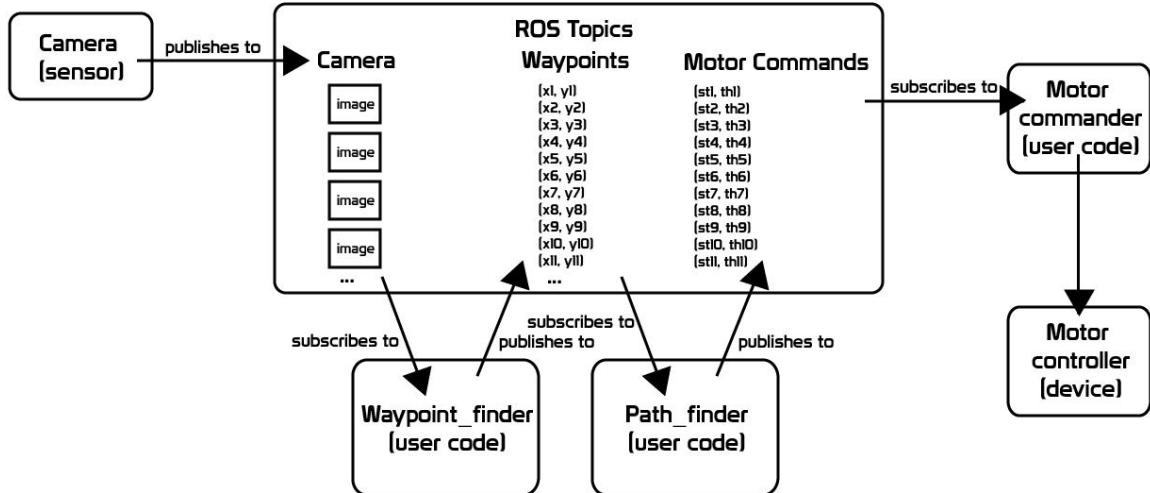 Camera
(sensor)
publishes to
ROS Topics
Camera
image
image
image
image
...
Waypoints
(x1, y1)
(x2, y2)
(x3, y3)
(x4, y4)
(x5, y5)
(x6, y6)
(x7, y7)
(x8, y8)
(x9, y9)
(x10, y10)
(x11, y11)
...
Motor Commands
(st1, th1)
(st2, th2)
(st3, th3)
(st4, th4)
(st5, th5)
(st6, th6)
(st7, th7)
(st8, th8)
(st9, th9)
(st10, th10)
(st11, th11)
subscribes to
Motor
commander
(user code)
subscribes to
publishes to
subscribes to
publishes to
Waypoint_finder
(user code)
Path_finder
(user code)
Motor
controller
(device)